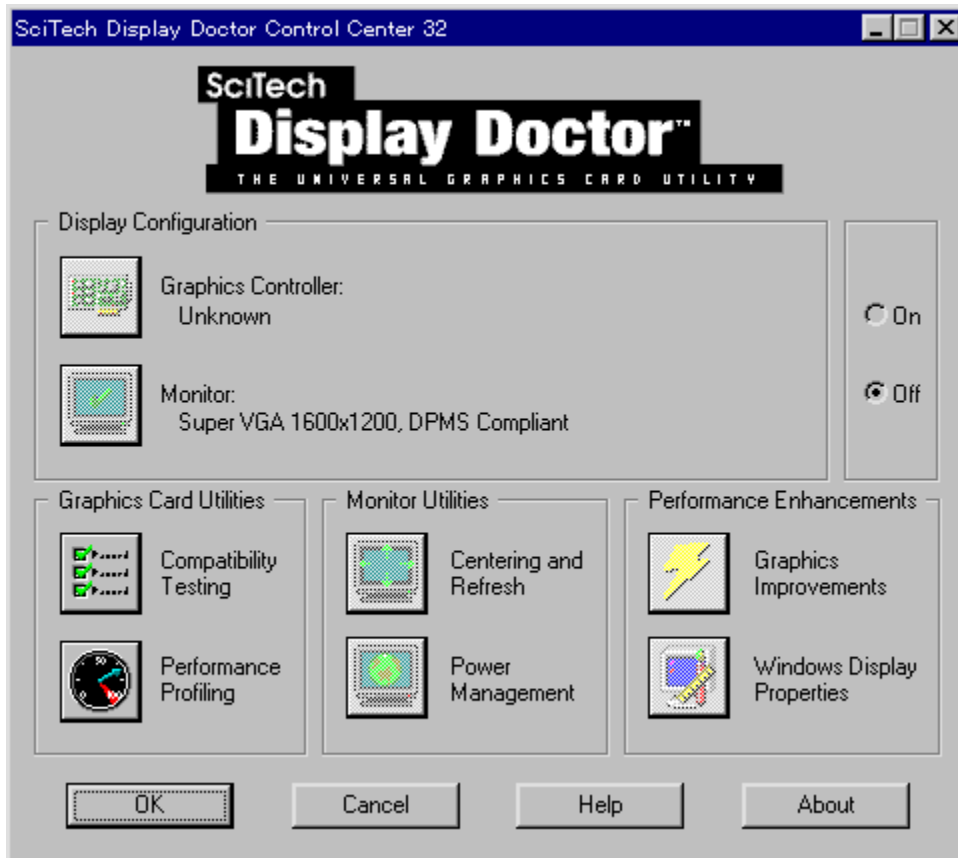 SciTech Display Doctor Control Center 32
SciTech
Display Doctor™
THE UNIVERSAL GRAPHICS CARD UTILITY
Display Configuration
Graphics Controller:
Unknown
On
Monitor:
Super VGA 1600x1200, DPMS Compliant
Off
Graphics Card Utilities
Compatibility
Testing
Performance
Profiling
Monitor Utilities
Centering and
Refresh
Power
Management
Performance Enhancements
Graphics
Improvements
Windows Display
Properties
OK
Cancel
Help
About